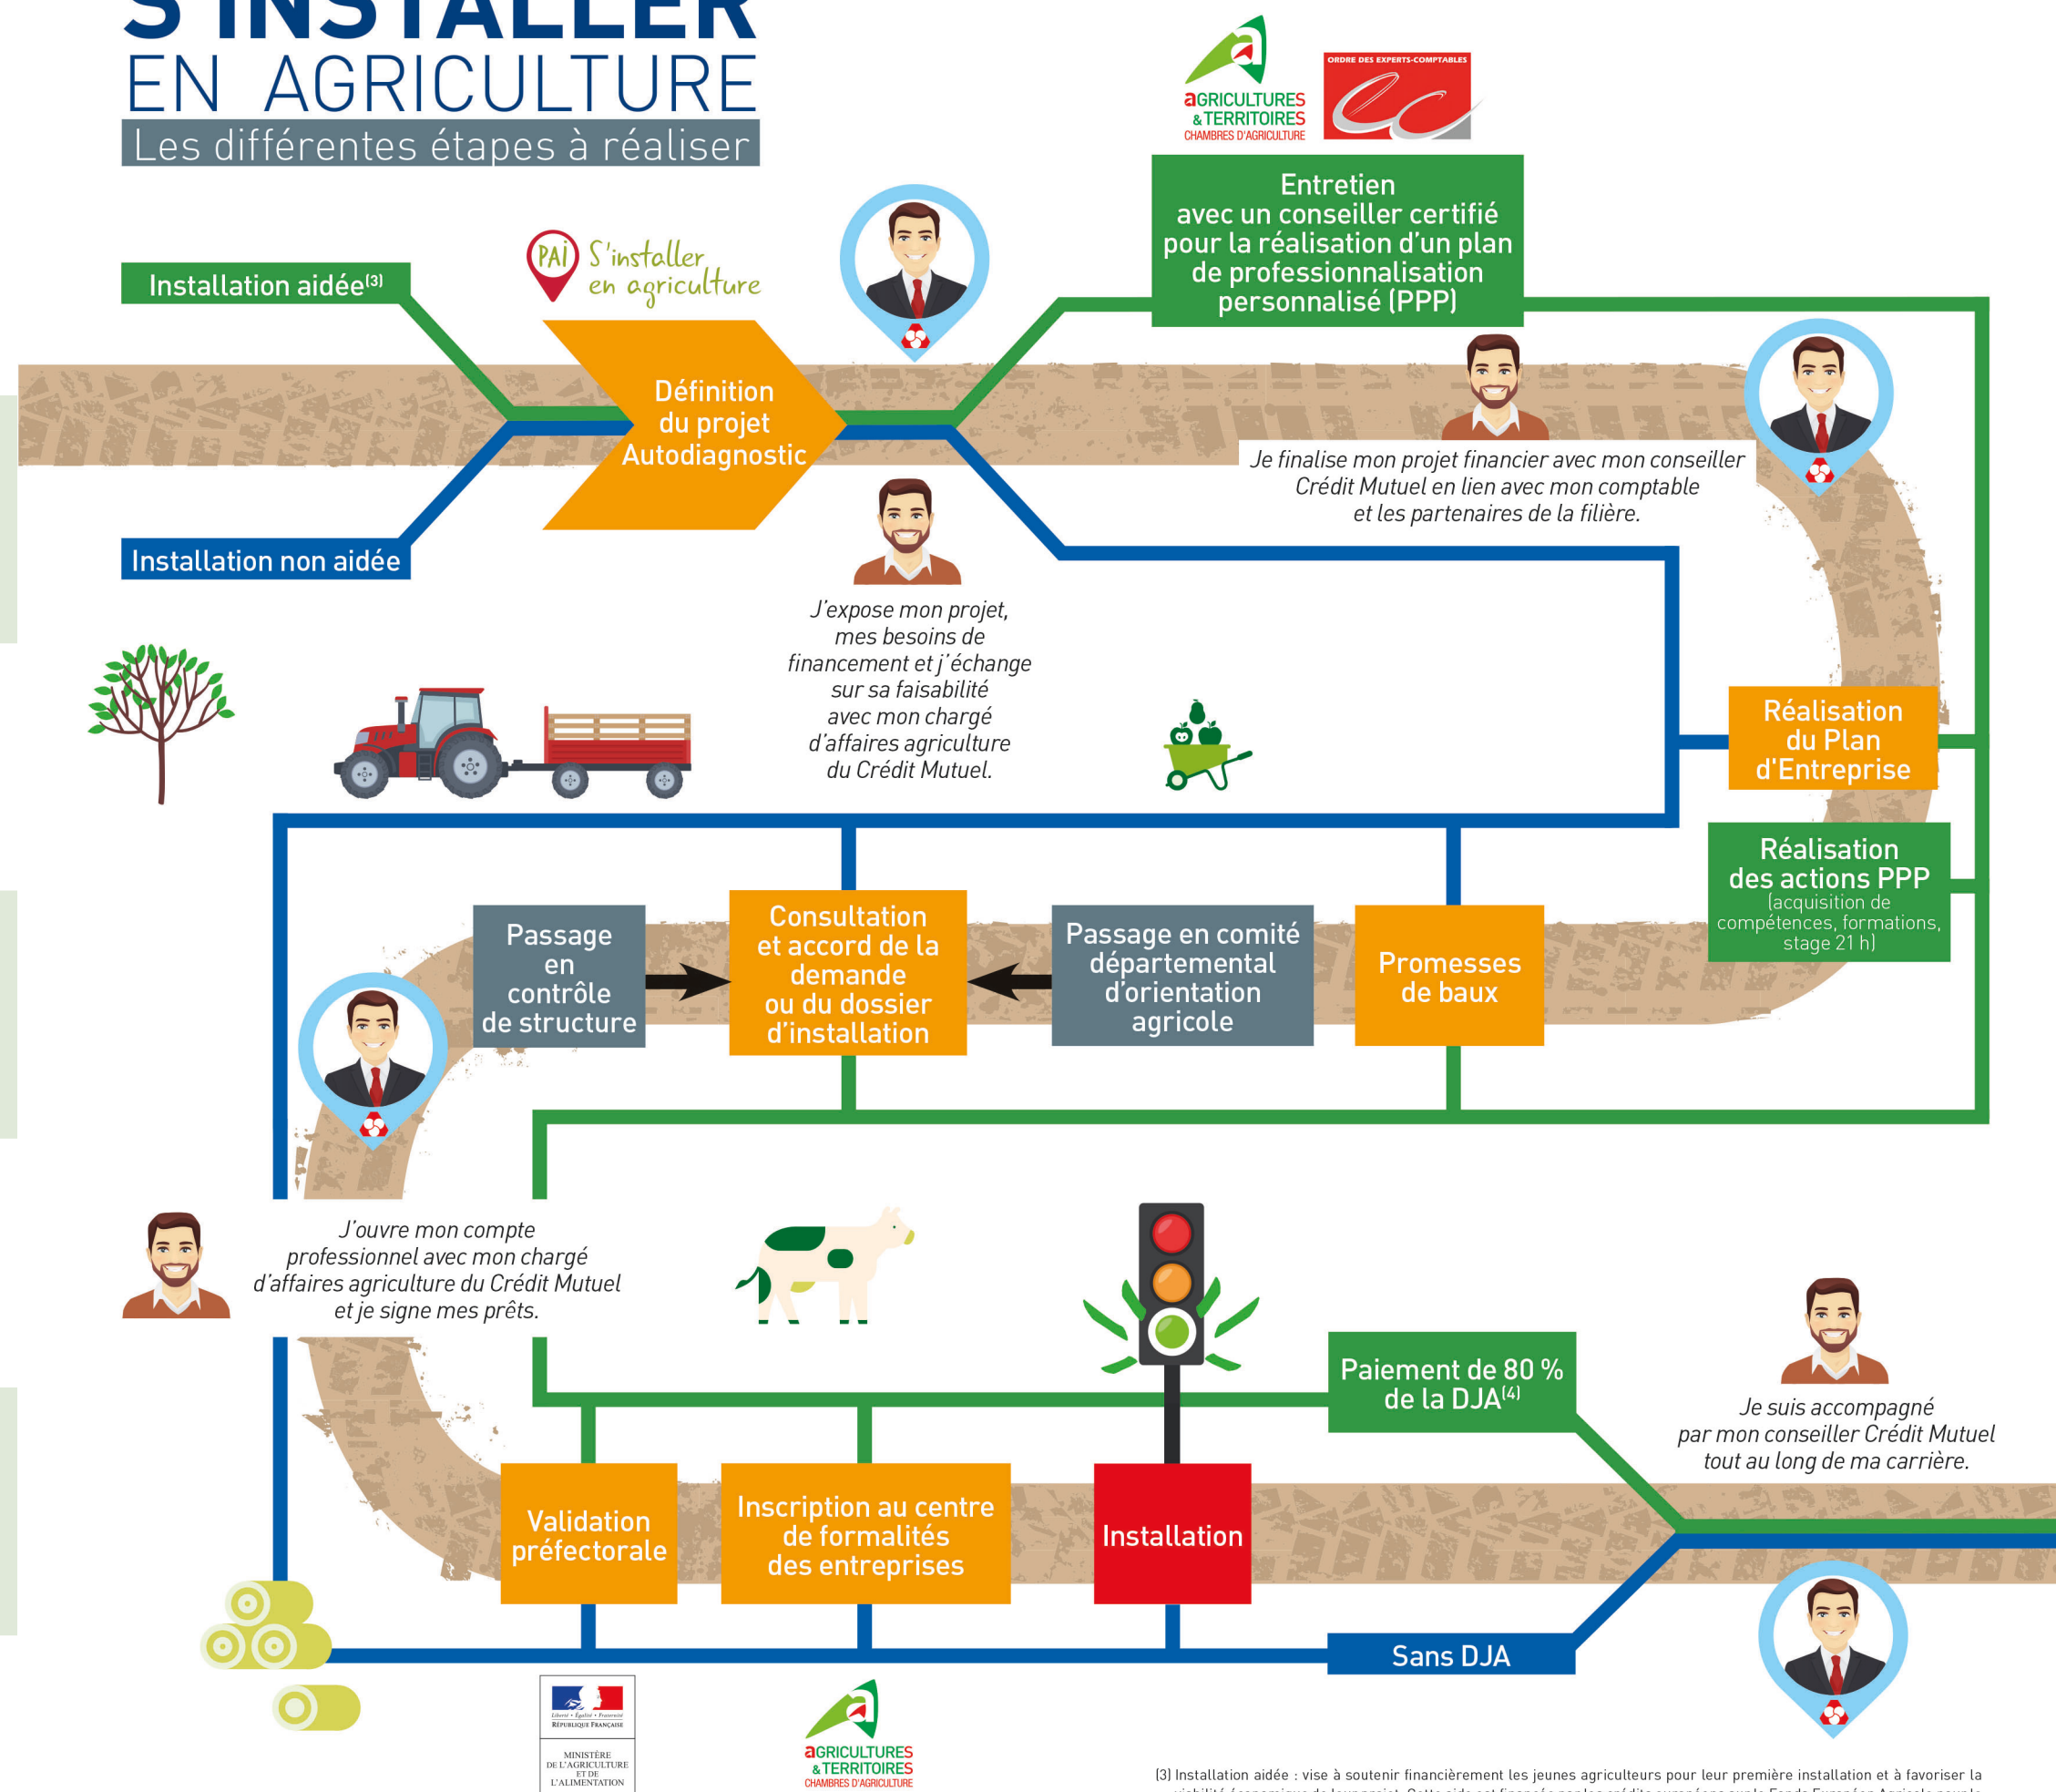 S'INSTALLER
EN AGRICULTURE
Les différentes étapes à réaliser
aGRICULTURES
& TERRITOIRES
CHAMBRES D'AGRICULTURE
ORDRE DES EXPERTS-COMPTABLES
Entretien
avec un conseiller certifié
pour la réalisation d'un plan
de professionnalisation
personnalisé (PPP)
Installation aidée(3)
PAI
S'installer
en agriculture
Définition
du projet
Autodiagnostic
Installation non aidée
Je finalise mon projet financier avec mon conseiller
Crédit Mutuel en lien avec mon comptable
et les partenaires de la filière.
J'expose mon projet,
mes besoins de
financement et j'échange
sur sa faisabilité
avec mon chargé
d'affaires agriculture
du Crédit Mutuel.
Réalisation
du Plan
d'Entreprise
Réalisation
des actions PPP
(acquisition de
compétences, formations,
stage 21 h)
Passage
en
contrôle
de structure
Consultation
et accord de la
demande
ou du dossier
d'installation
Passage en comité
départemental
d'orientation
agricole
Promesses
de baux
J'ouvre mon compte
professionnel avec mon chargé
d'affaires agriculture du Crédit Mutuel
et je signe mes prêts.
Paiement de 80 %
de la DJA(4)
Je suis accompagné
par mon conseiller Crédit Mutuel
tout au long de ma carrière.
Validation
préfectorale
Inscription au centre
de formalités
des entreprises
Installation
Sans DJA
Liberté • Égalité • Fraternité
RÉPUBLIQUE FRANÇAISE
MINISTÈRE
DE L'AGRICULTURE
ET DE
L'ALIMENTATION
aGRICULTURES
& TERRITOIRES
CHAMBRES D'AGRICULTURE
(3) Installation aidée : vise à soutenir financièrement les jeunes agriculteurs pour leur première installation et à favoriser la